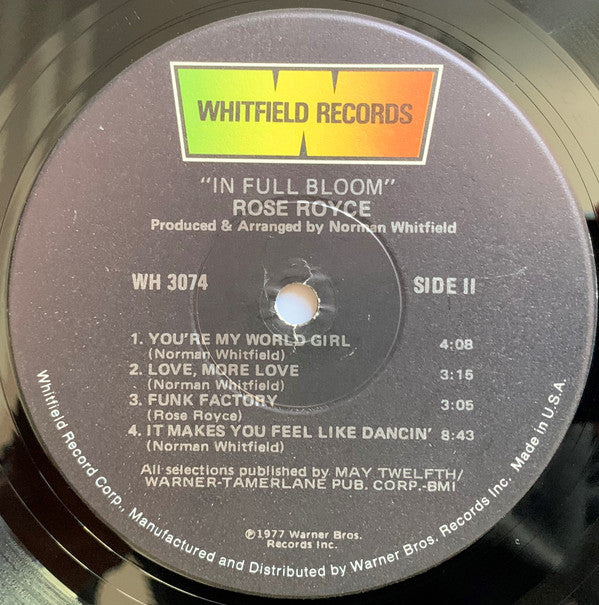 WHITFIELD RECORDS
"IN FULL BLOOM"
ROSE ROYCE
Produced & Arranged by Norman Whitfield
WH 3074 SIDE II
1. YOU'RE MY WORLD GIRL 4:08
(Norman Whitfield)
2. LOVE, MORE LOVE 3:15
(Norman Whitfield)
3. FUNK FACTORY 3:05
(Rose Royce)
4. IT MAKES YOU FEEL LIKE DANCIN' 8:43
(Norman Whitfield)
All selections published by MAY TWELFTH/
WARNER-TAMERLANE PUB. CORP.-BMI
℗1977 Warner Bros.
Records Inc.
Whitfield Record Corp., Manufactured and Distributed by Warner Bros. Records Inc. Made in U.S.A.